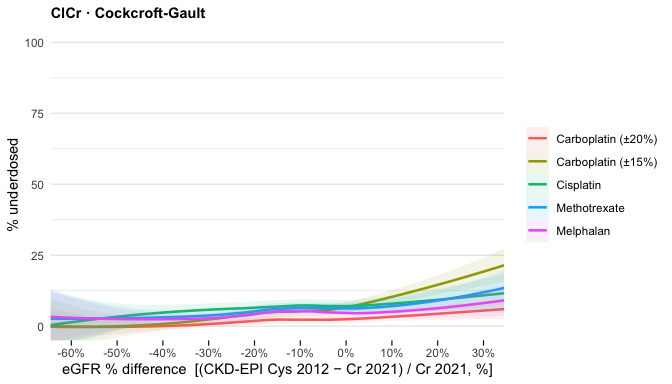 ClCr · Cockcroft-Gault
100
75
50
25
0
% underdosed
-60% -50% -40% -30% -20% -10% 0% 10% 20% 30%
eGFR % difference [(CKD-EPI Cys 2012 − Cr 2021) / Cr 2021, %]
Carboplatin (±20%)
Carboplatin (±15%)
Cisplatin
Methotrexate
Melphalan